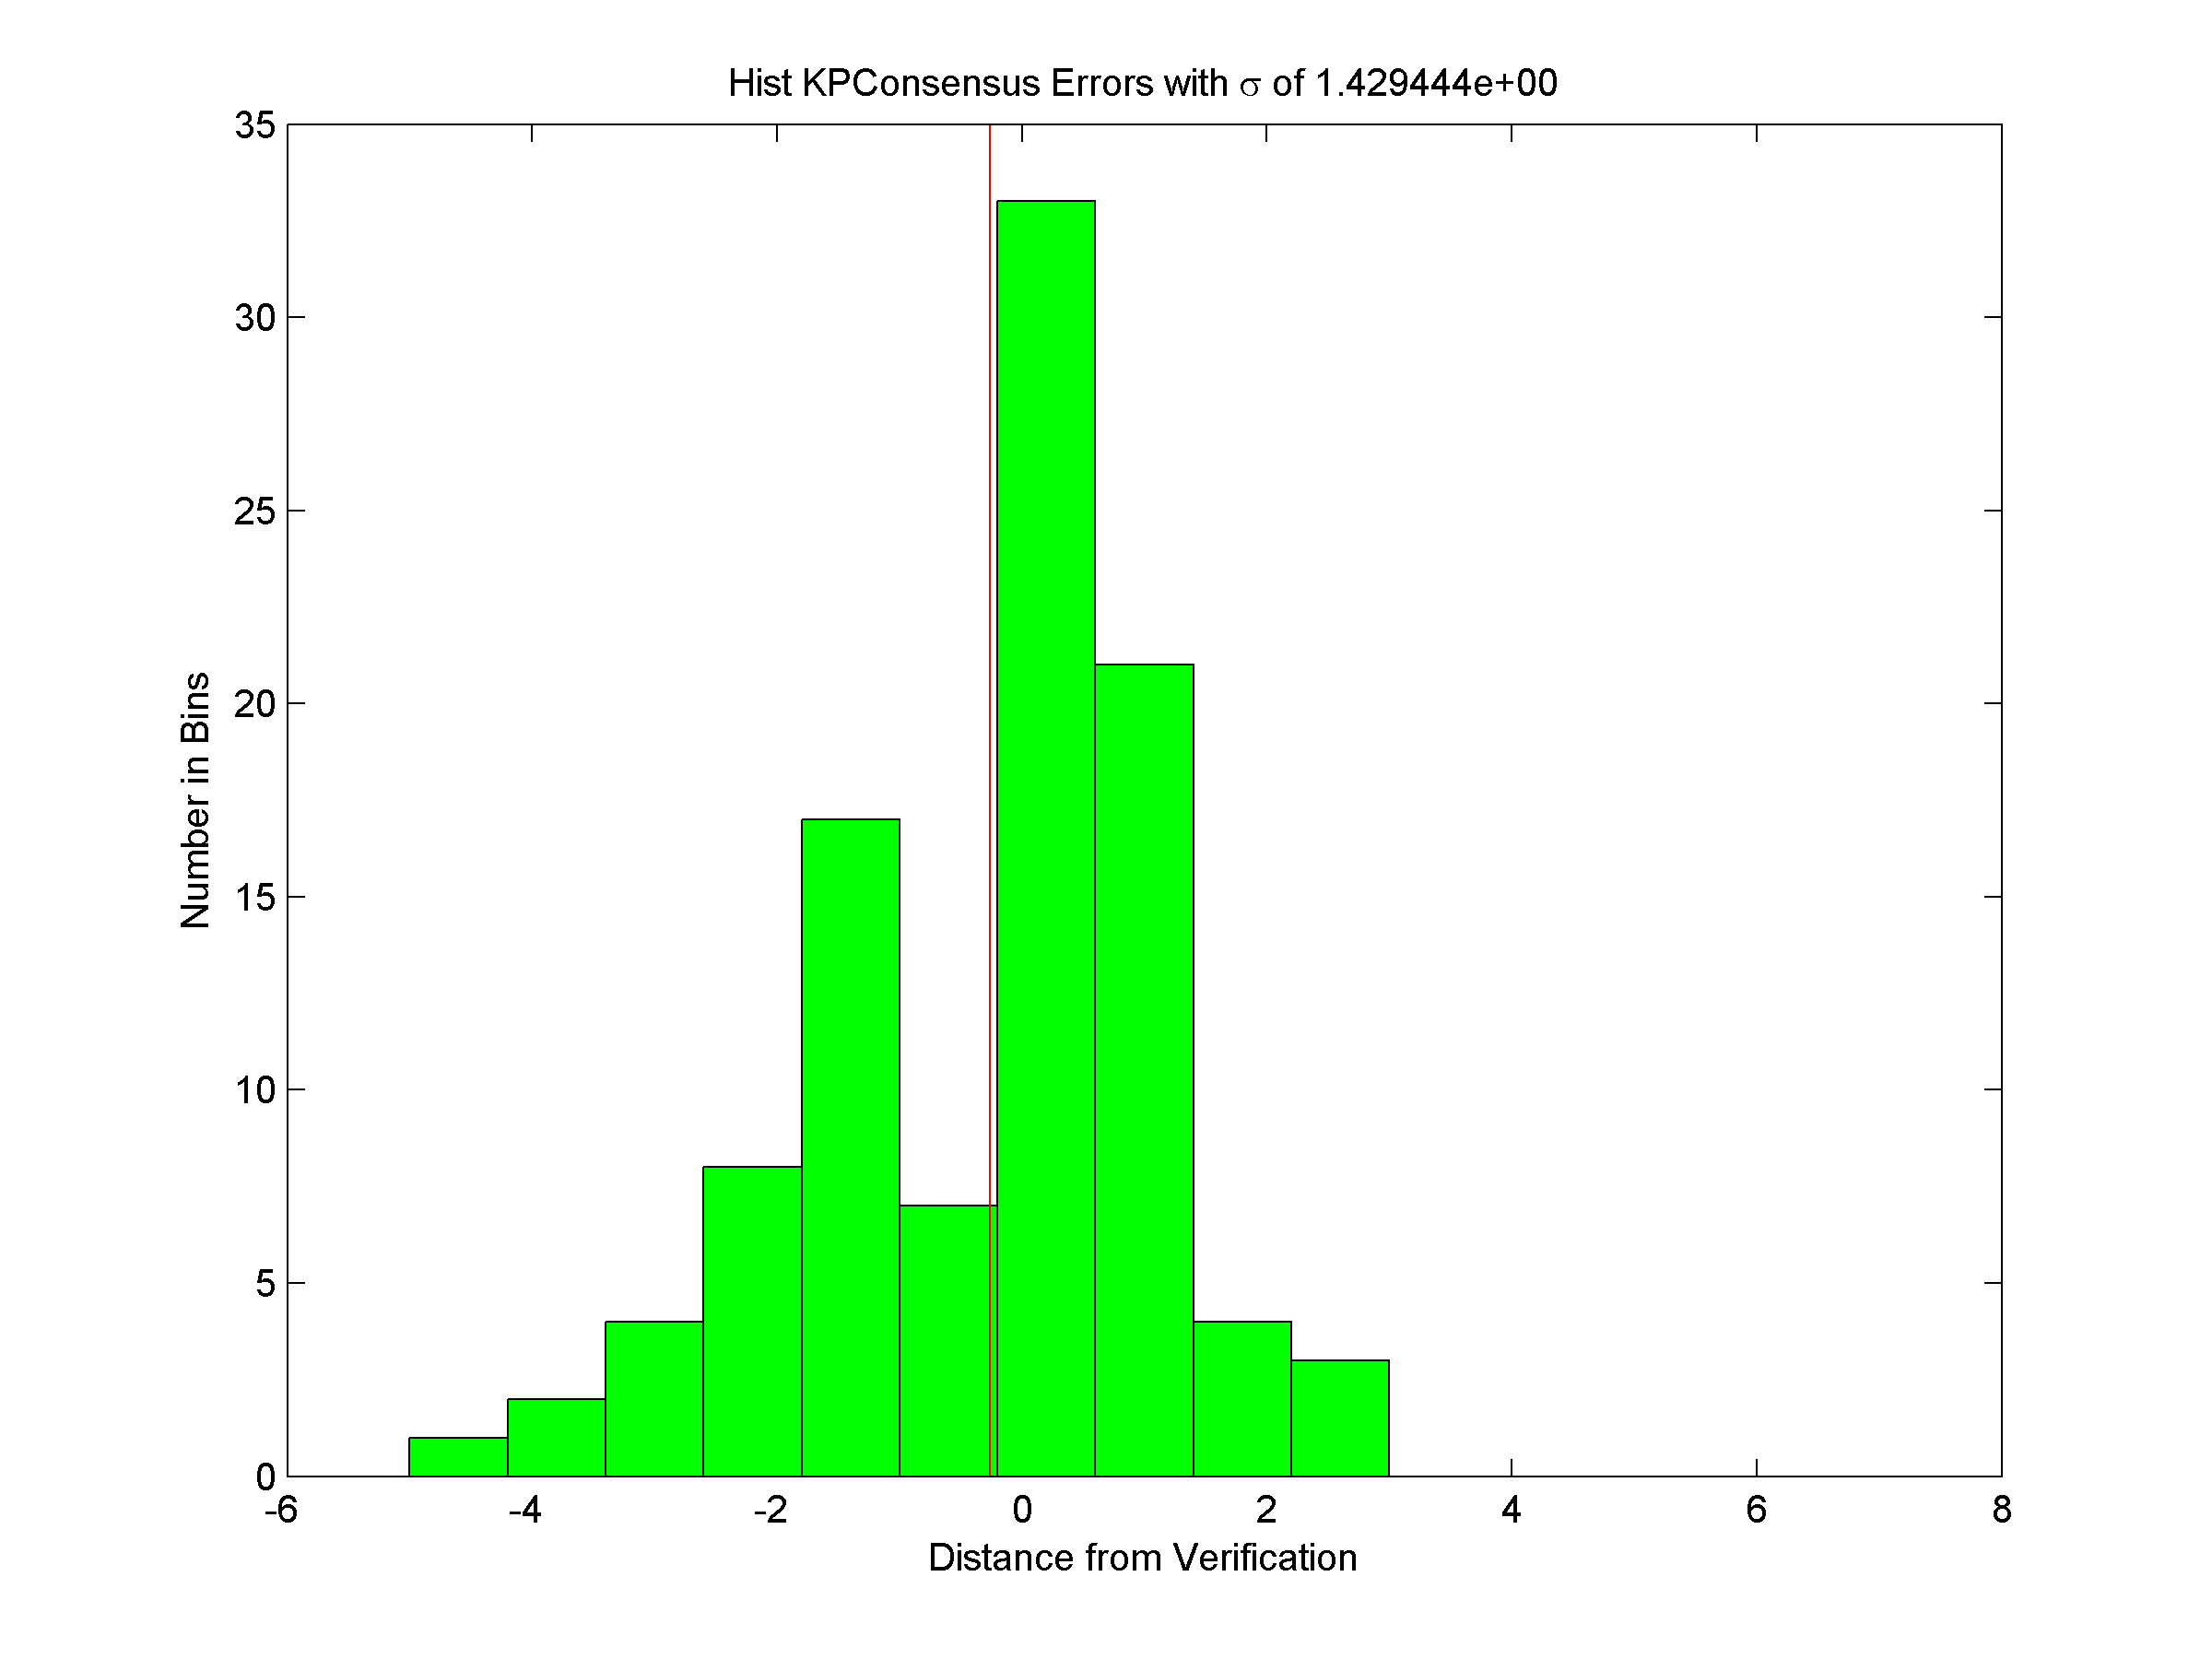 Hist KPConsensus Errors with σ of 1.429444e+00
35
30
25
20
15
10
5
0
Number in Bins
-6 -4 -2 0 2 4 6 8
Distance from Verification